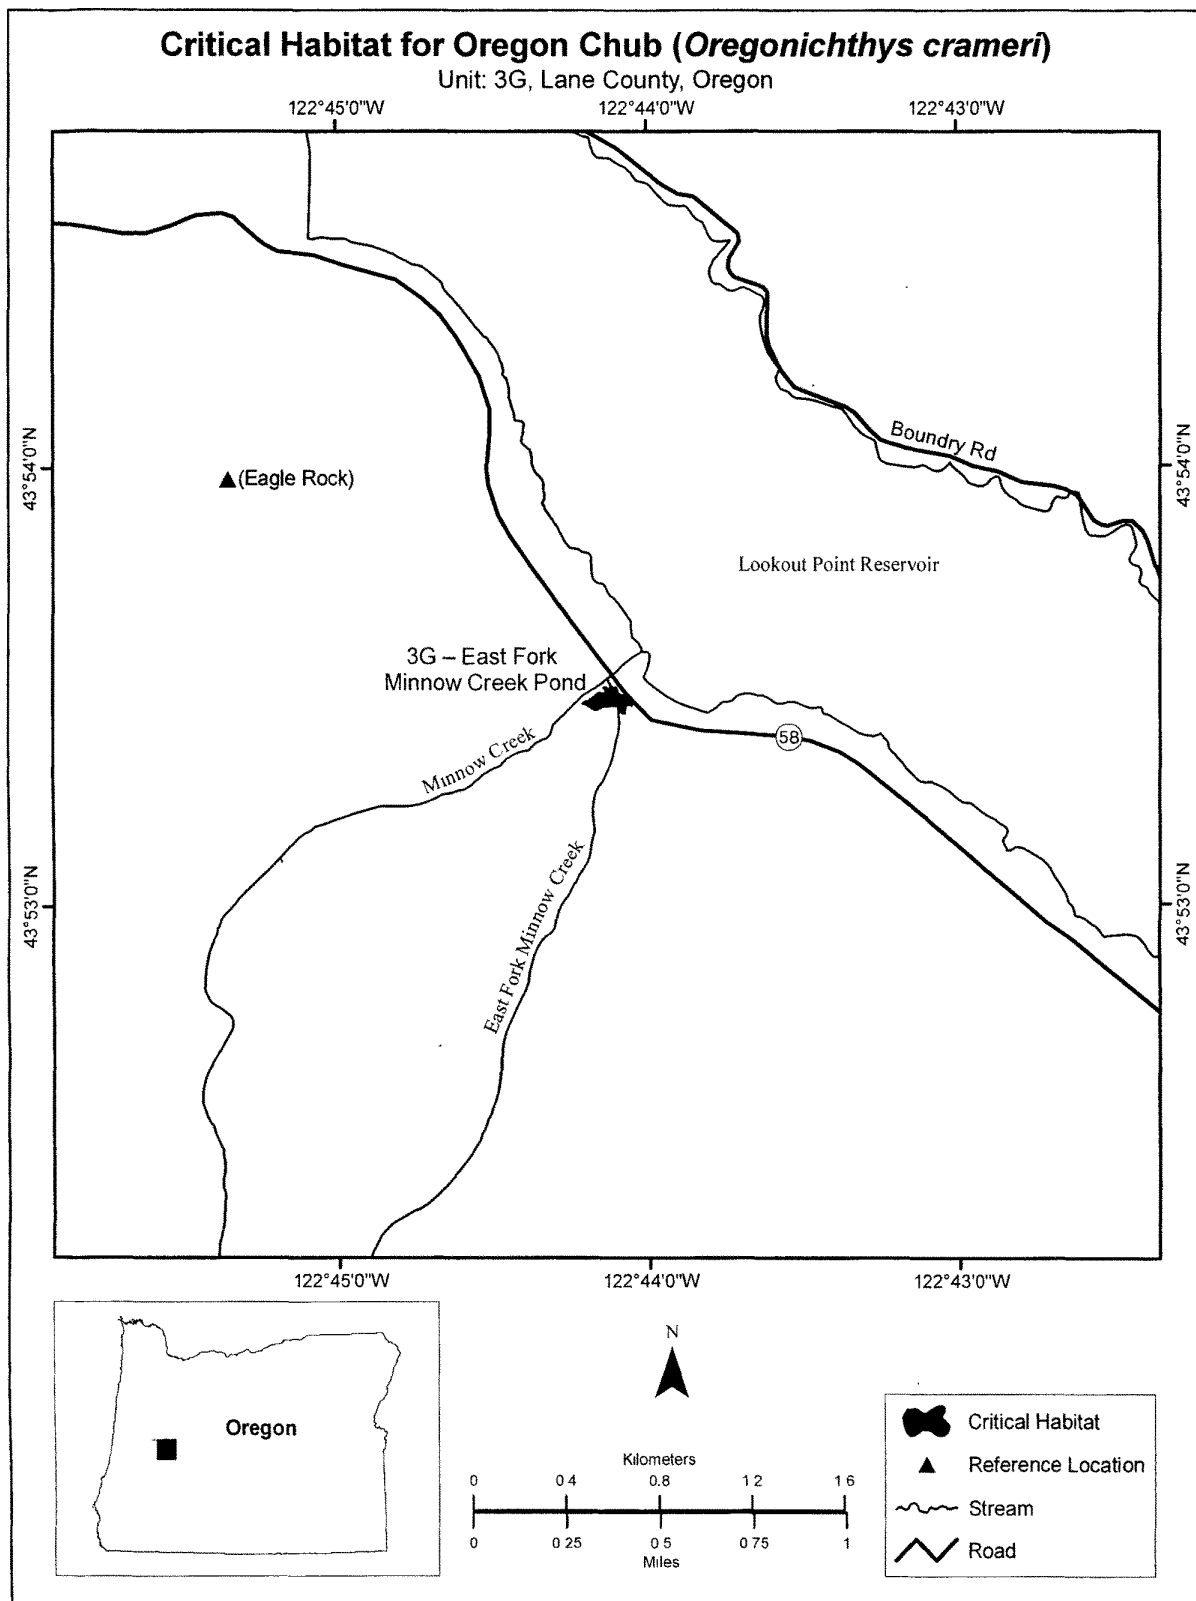 Critical Habitat for Oregon Chub (Oregonichthys crameri)
Unit: 3G, Lane County, Oregon
122°45'0"W 122°44'0"W 122°43'0"W
43°54'0"N
43°54'0"N
Boundry Rd
(Eagle Rock)
Lookout Point Reservoir
3G – East Fork
Minnow Creek Pond
58
Minnow Creek
East Fork Minnow Creek
43°53'0"N
43°53'0"N
122°45'0"W 122°44'0"W 122°43'0"W
Oregon
N
Kilometers
0 0 4 0.8 1 2 1 6
0 0 25 0 5 0 75 1
Miles
Critical Habitat
Reference Location
Stream
Road